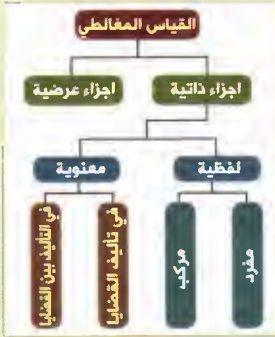 القياس المغالطي
اجزاء ذاتية
اجزاء عرضية
لفظية
معنوية
مفرد
مركب
في تأليف القضايا
في التأليف بين القضايا